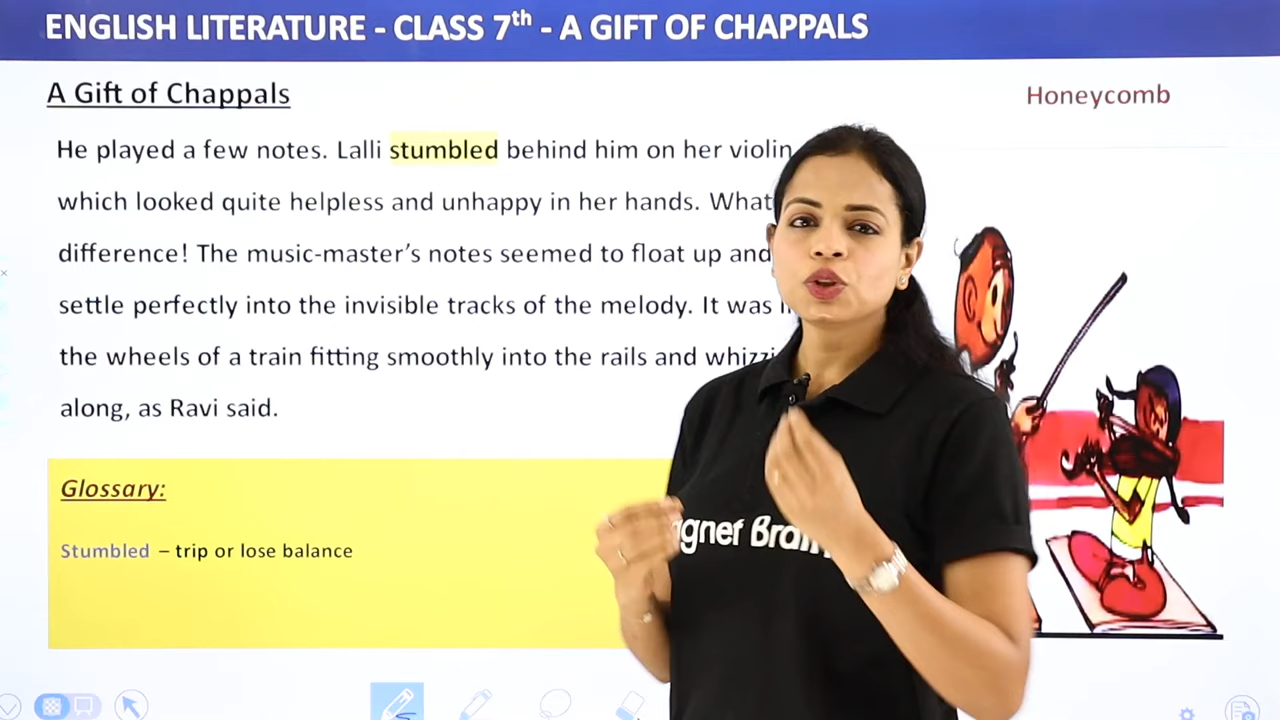 ENGLISH LITERATURE - CLASS 7th - A GIFT OF CHAPPALS
A Gift of Chappals
Honeycomb
He played a few notes. Lalli stumbled behind him on her violin
which looked quite helpless and unhappy in her hands. What
difference! The music-master's notes seemed to float up and
settle perfectly into the invisible tracks of the melody. It was
the wheels of a train fitting smoothly into the rails and
along, as Ravi said.
Glossary:
Stumbled – trip or lose balance